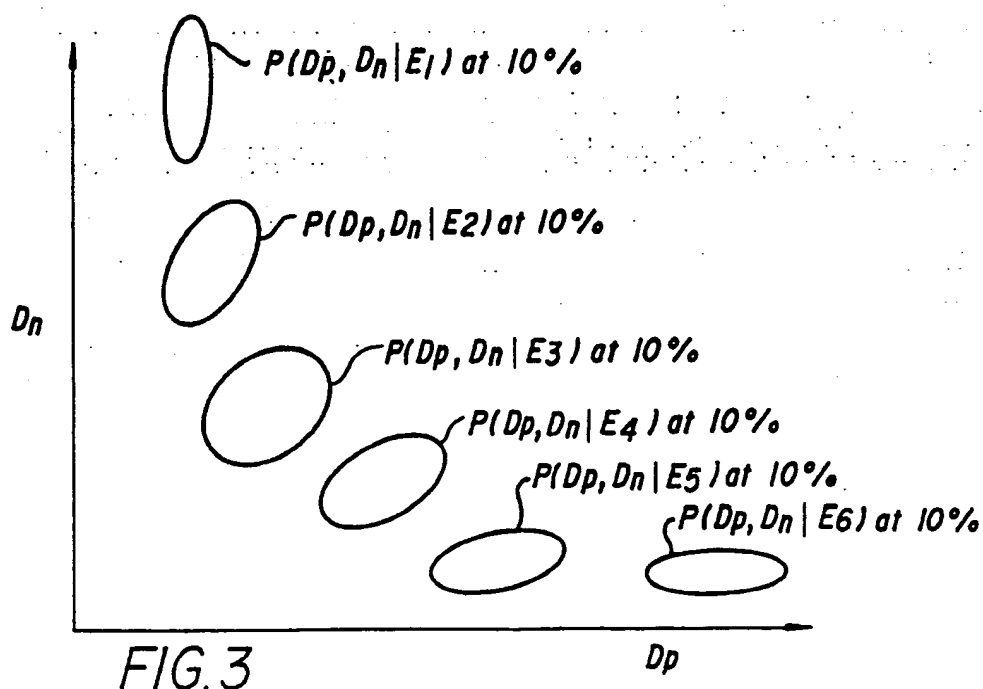 P(Dp, Dn | E1) at 10%
P(Dp, Dn | E2) at 10%
Dn
P(Dp, Dn | E3) at 10%
P(Dp, Dn | E4) at 10%
P(Dp, Dn | E5) at 10%
P(Dp, Dn | E6) at 10%
Dp
FIG. 3